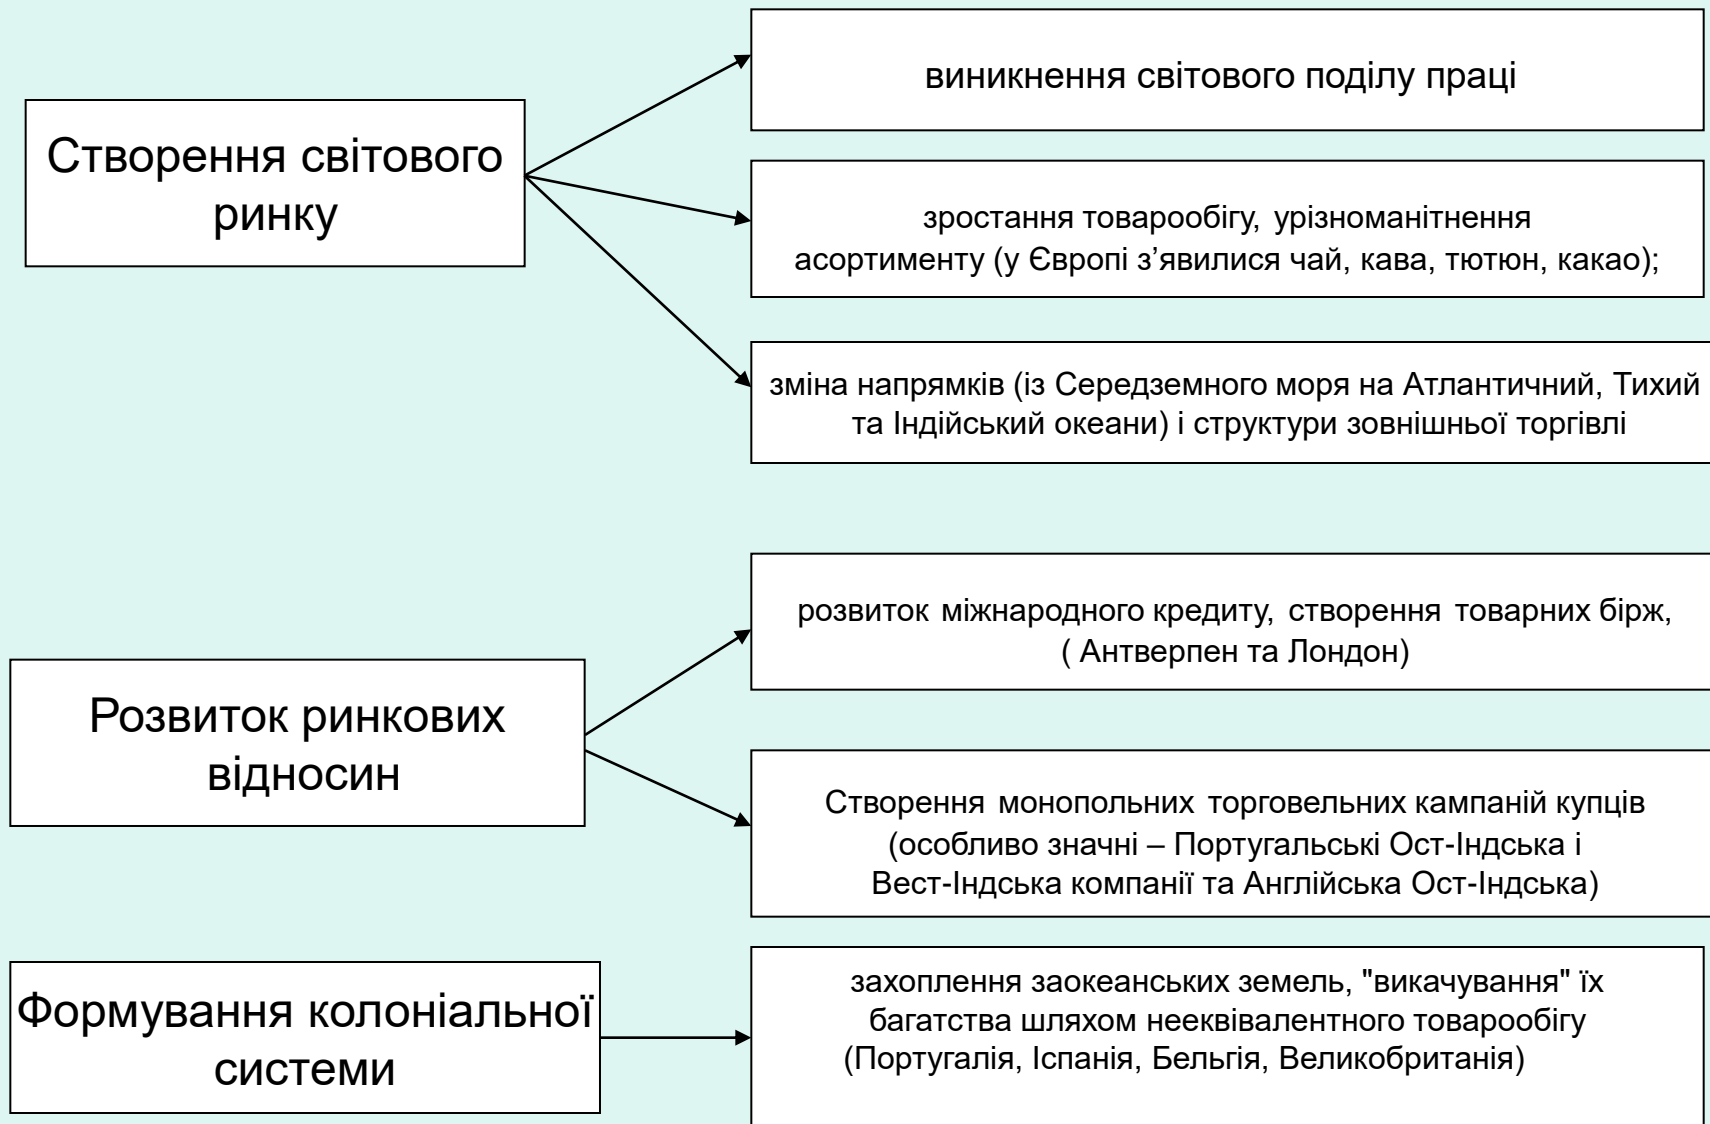 Створення світового
ринку
виникнення світового поділу праці
зростання товарообігу, урізноманітнення
асортименту (у Європі з’явилися чай, кава, тютюн, какао);
зміна напрямків (із Середземного моря на Атлантичний, Тихий
та Індійський океани) і структури зовнішньої торгівлі
Розвиток ринкових
відносин
розвиток міжнародного кредиту, створення товарних бірж,
( Антверпен та Лондон)
Створення монопольних торговельних кампаній купців
(особливо значні – Португальські Ост-Індська і
Вест-Індська компанії та Англійська Ост-Індська)
Формування колоніальної
системи
захоплення заокеанських земель, "викачування" їх
багатства шляхом нееквівалентного товарообігу
(Португалія, Іспанія, Бельгія, Великобританія)